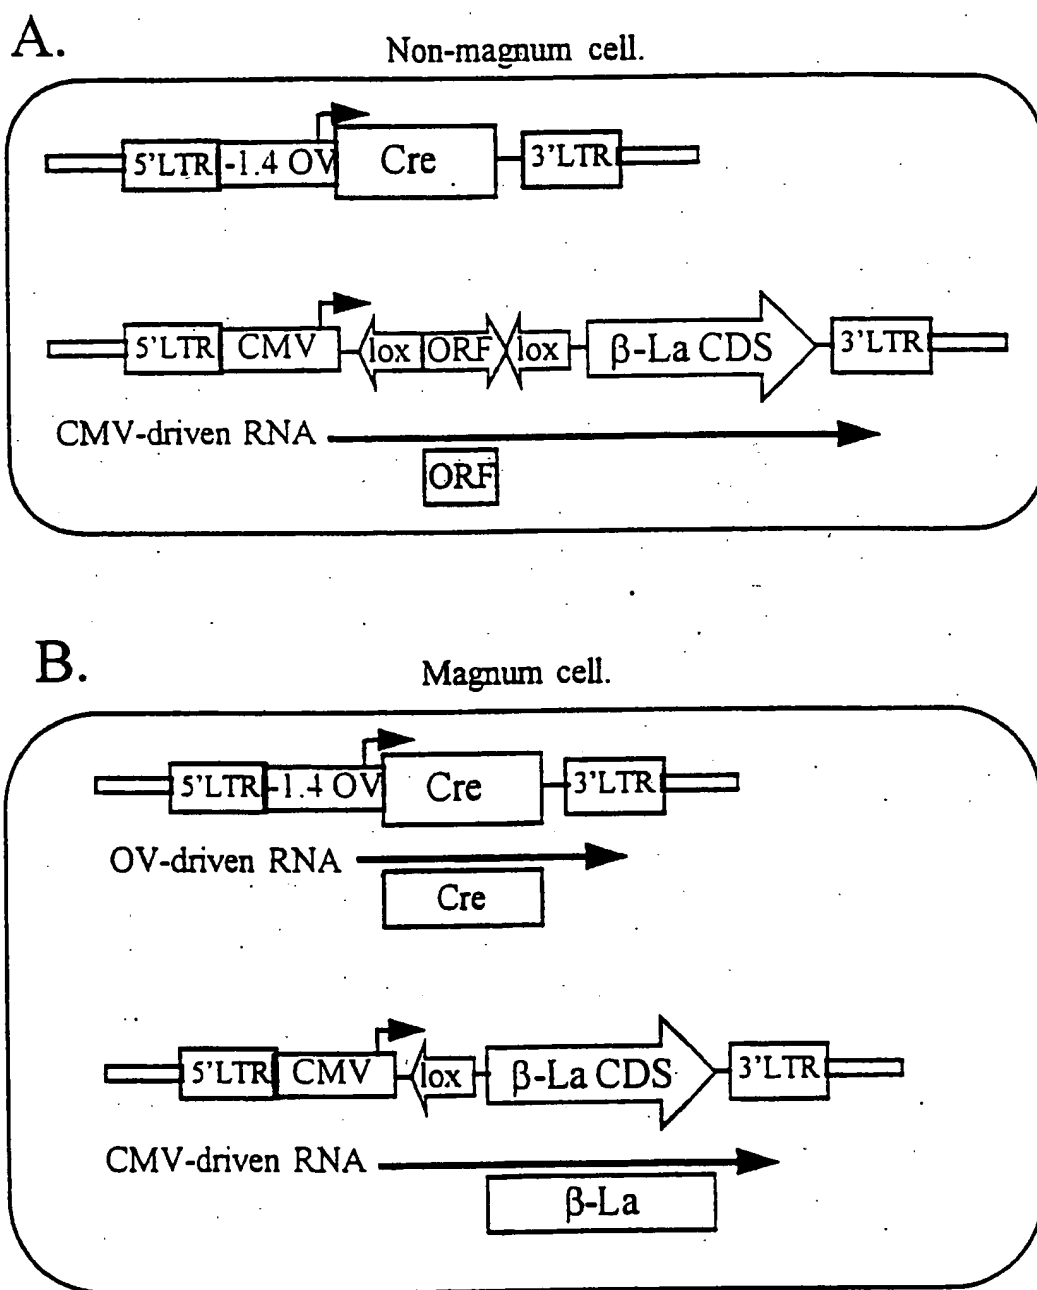 A.
Non-magnum cell.
5'LTR -1.4 OV Cre 3'LTR
5'LTR CMV lox ORF lox β-La CDS 3'LTR
CMV-driven RNA
ORF
B.
Magnum cell.
5'LTR -1.4 OV Cre 3'LTR
OV-driven RNA
Cre
5'LTR CMV lox β-La CDS 3'LTR
CMV-driven RNA
β-La